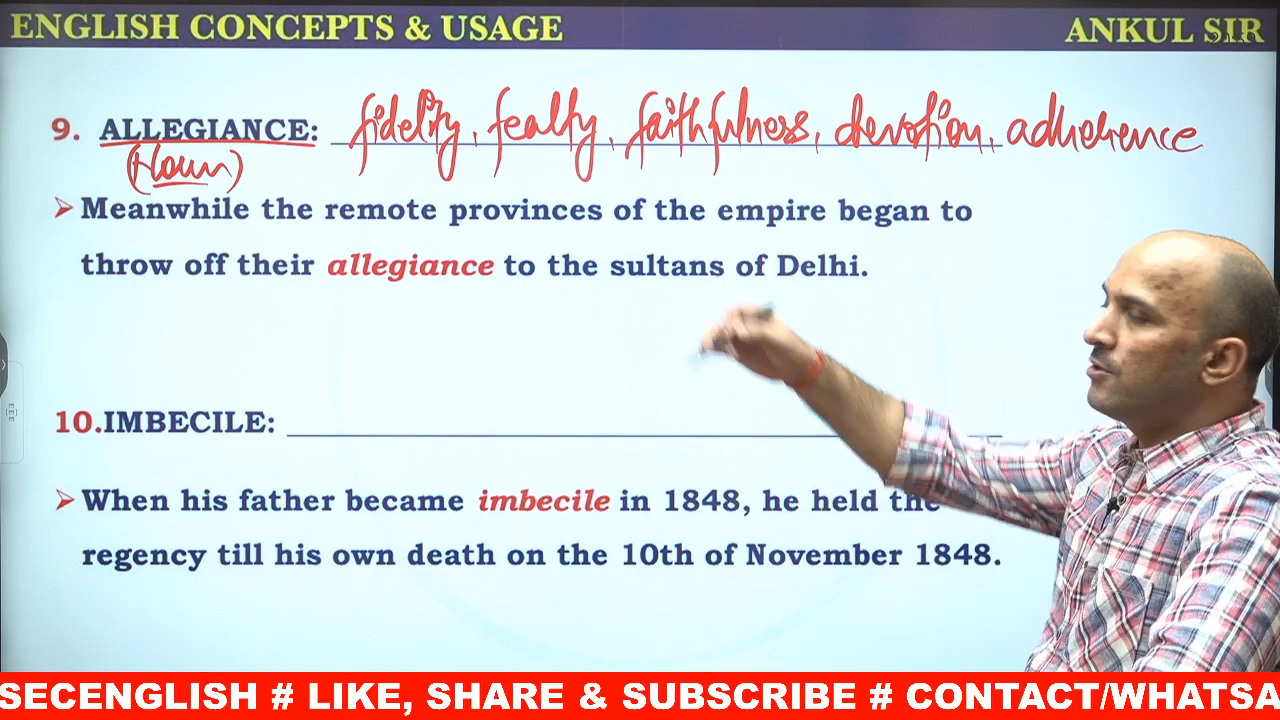 ENGLISH CONCEPTS & USAGE
ANKUL SIR
9. ALLEGIANCE: fidelity, fealty, faithfulness, devotion, adherence
(Noun)
➢ Meanwhile the remote provinces of the empire began to
throw off their allegiance to the sultans of Delhi.
10.IMBECILE:
➢ When his father became imbecile in 1848, he held the
regency till his own death on the 10th of November 1848.
SECENGLISH # LIKE, SHARE & SUBSCRIBE # CONTACT/WHATSA